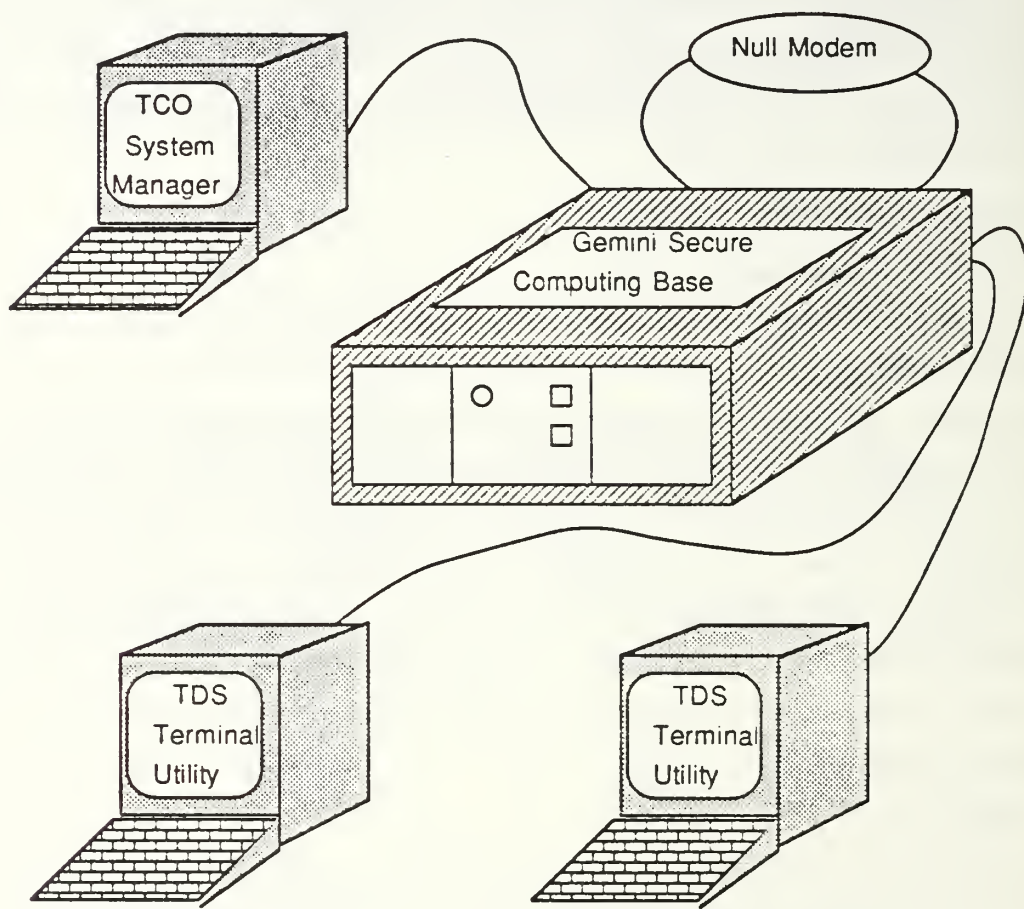 Null Modem
TCO
System
Manager
Gemini Secure
Computing Base
TDS
Terminal
Utility
TDS
Terminal
Utility